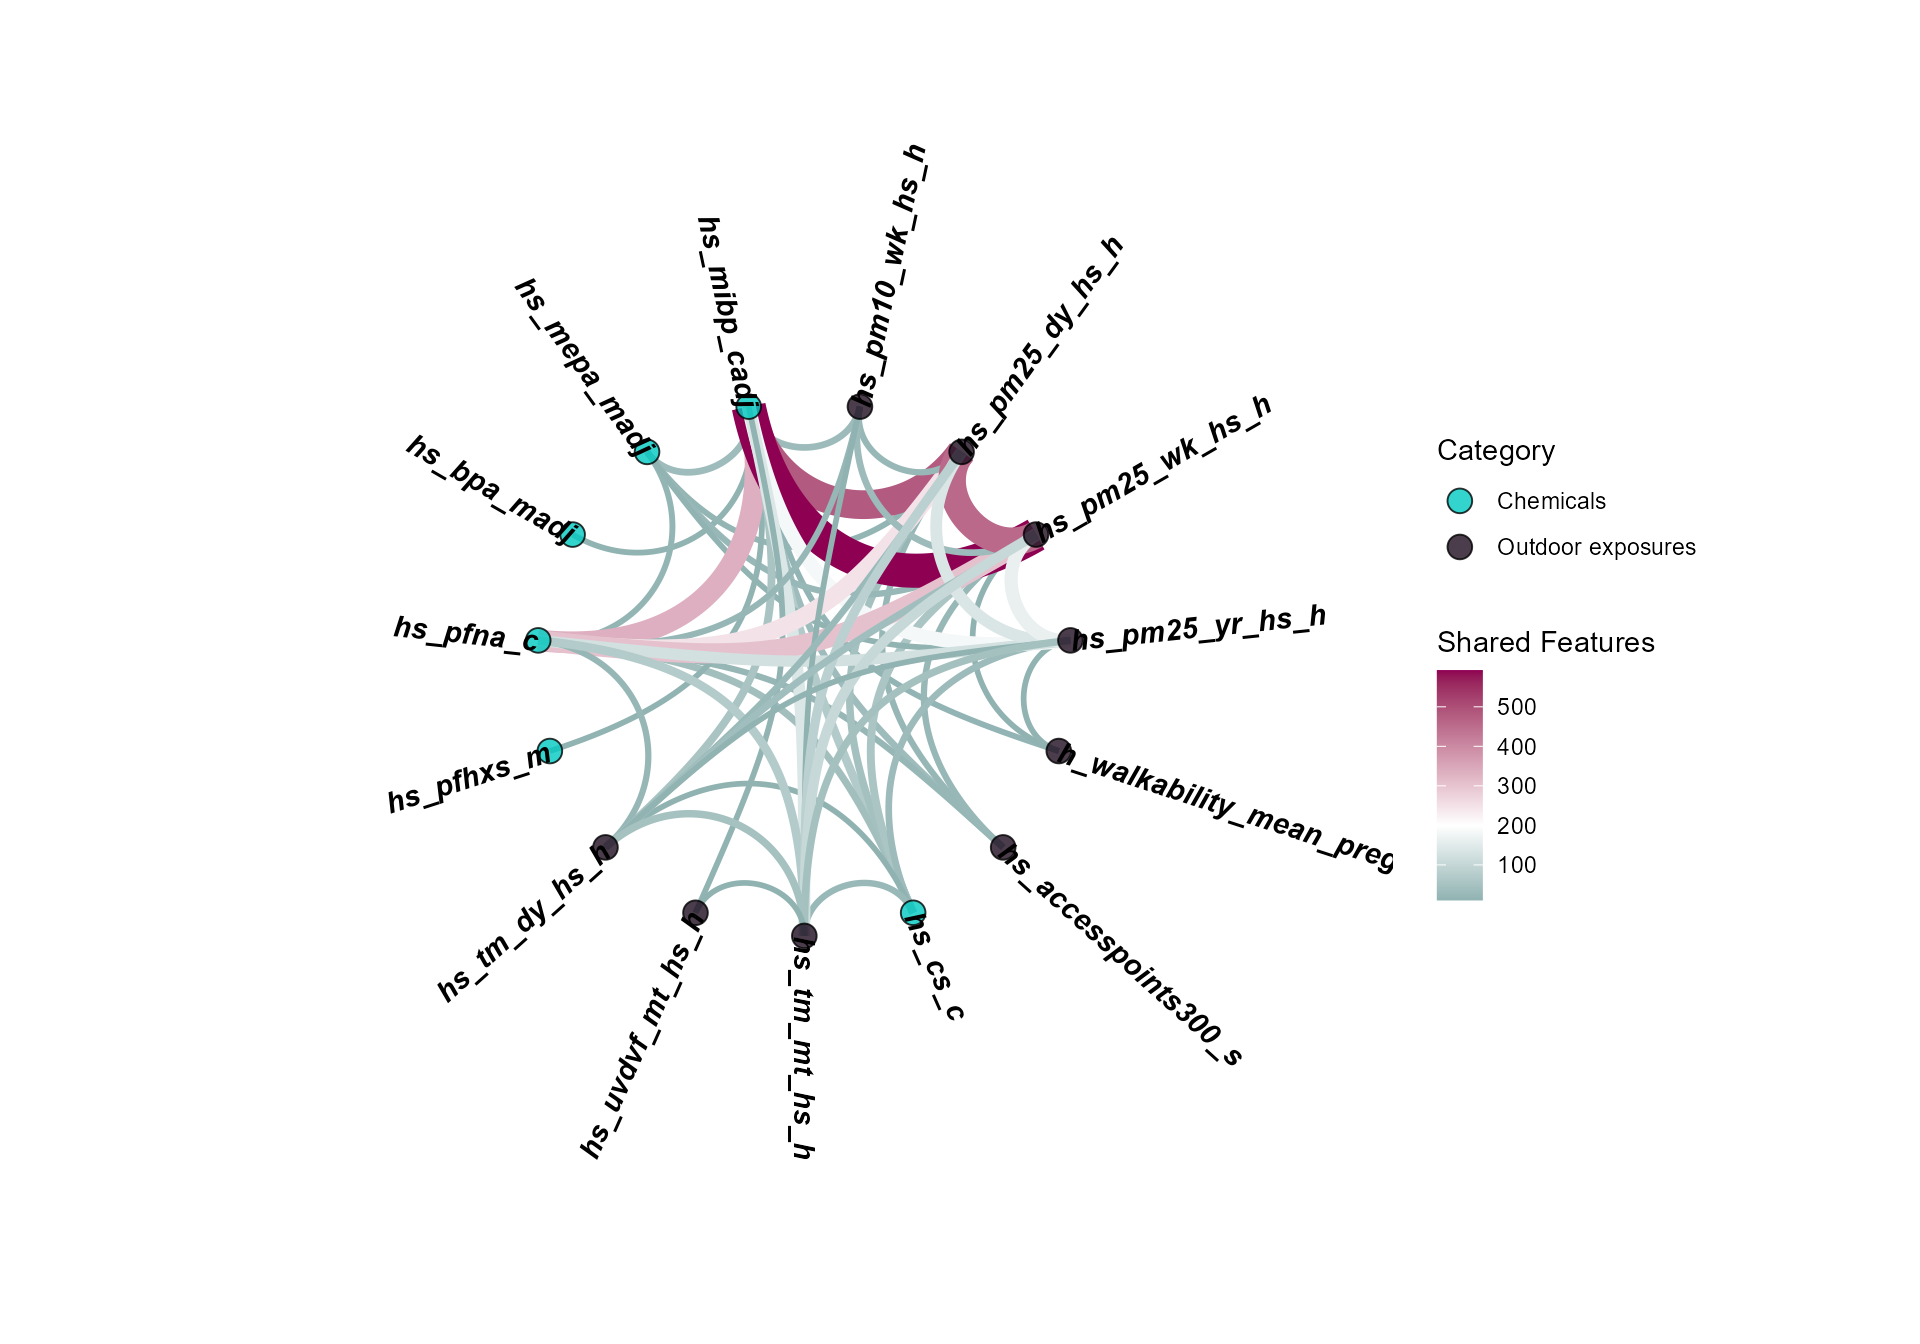 hs_pm10_wk_hs_h
hs_mibp_cadj
hs_pm25_dy_hs_h
hs_mepa_madj
hs_pm25_wk_hs_h
hs_bpa_madj
hs_pfna_c
hs_pm25_yr_hs_h
hs_pfhxs_m
h_walkability_mean_preg
hs_tm_dy_hs_h
hs_accesspoints300_s
hs_uvdvf_mt_hs_h
hs_tm_mt_hs_h
hs_cs_c
Category
Chemicals
Outdoor exposures
Shared Features
500
400
300
200
100